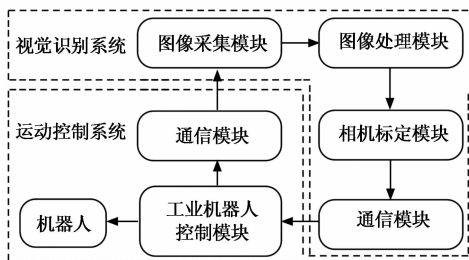 视觉识别系统
图像采集模块
图像处理模块
运动控制系统
通信模块
相机标定模块
机器人
工业机器人
控制模块
通信模块